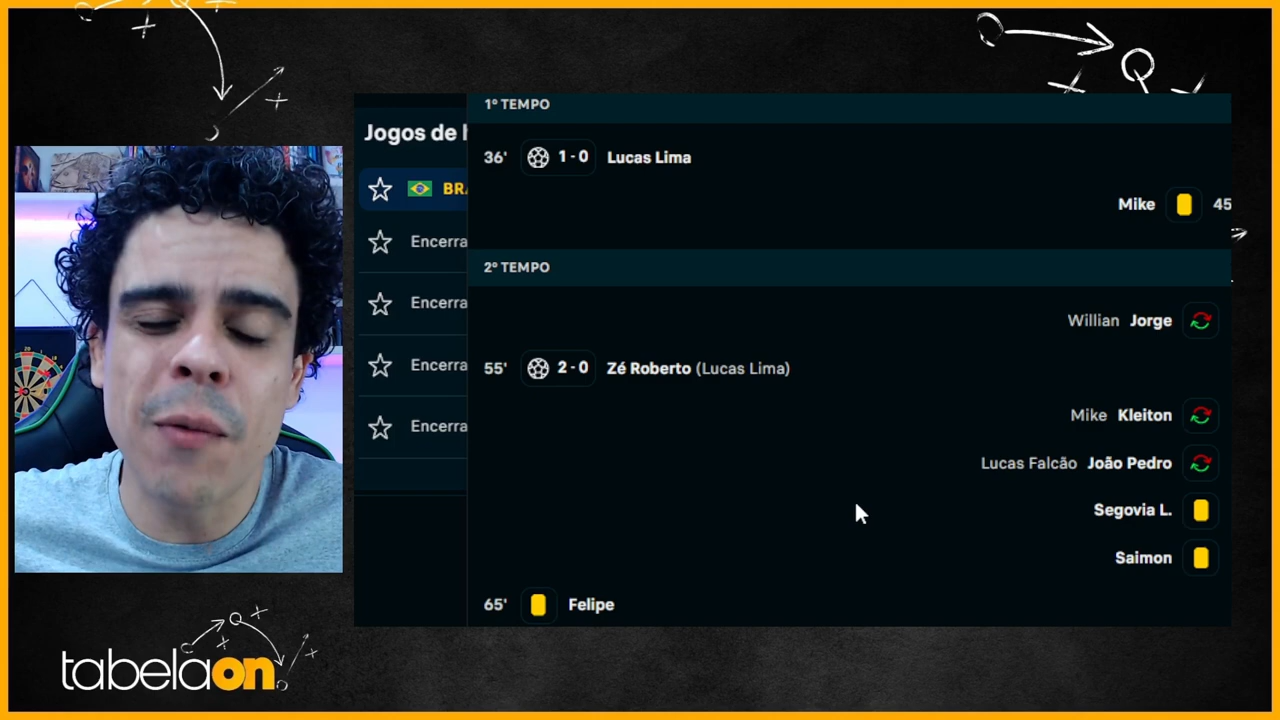 1º TEMPO
Jogos de
36' 1 - 0 Lucas Lima
BRA
Mike 45
Encerra
2º TEMPO
Encerra
Willian Jorge
Encerra
55' 2 - 0 Zé Roberto (Lucas Lima)
Mike Kleiton
Encerra
Lucas Falcão João Pedro
Segovia L.
Saimon
65' Felipe
tabelaon